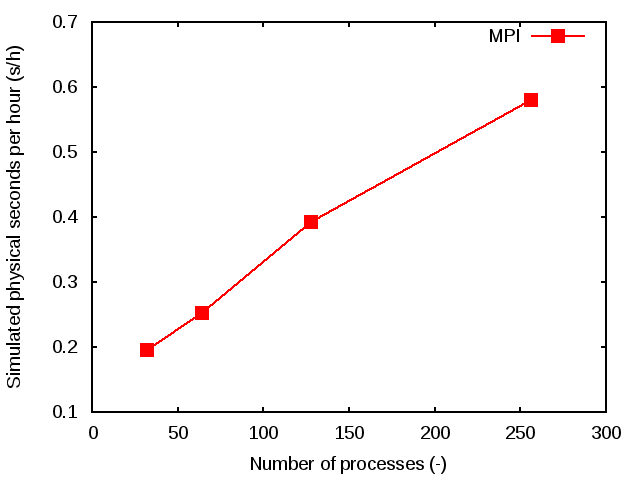 0.7
MPI
0.6
0.5
0.4
0.3
0.2
0.1
Simulated physical seconds per hour (s/h)
0 50 100 150 200 250 300
Number of processes (-)